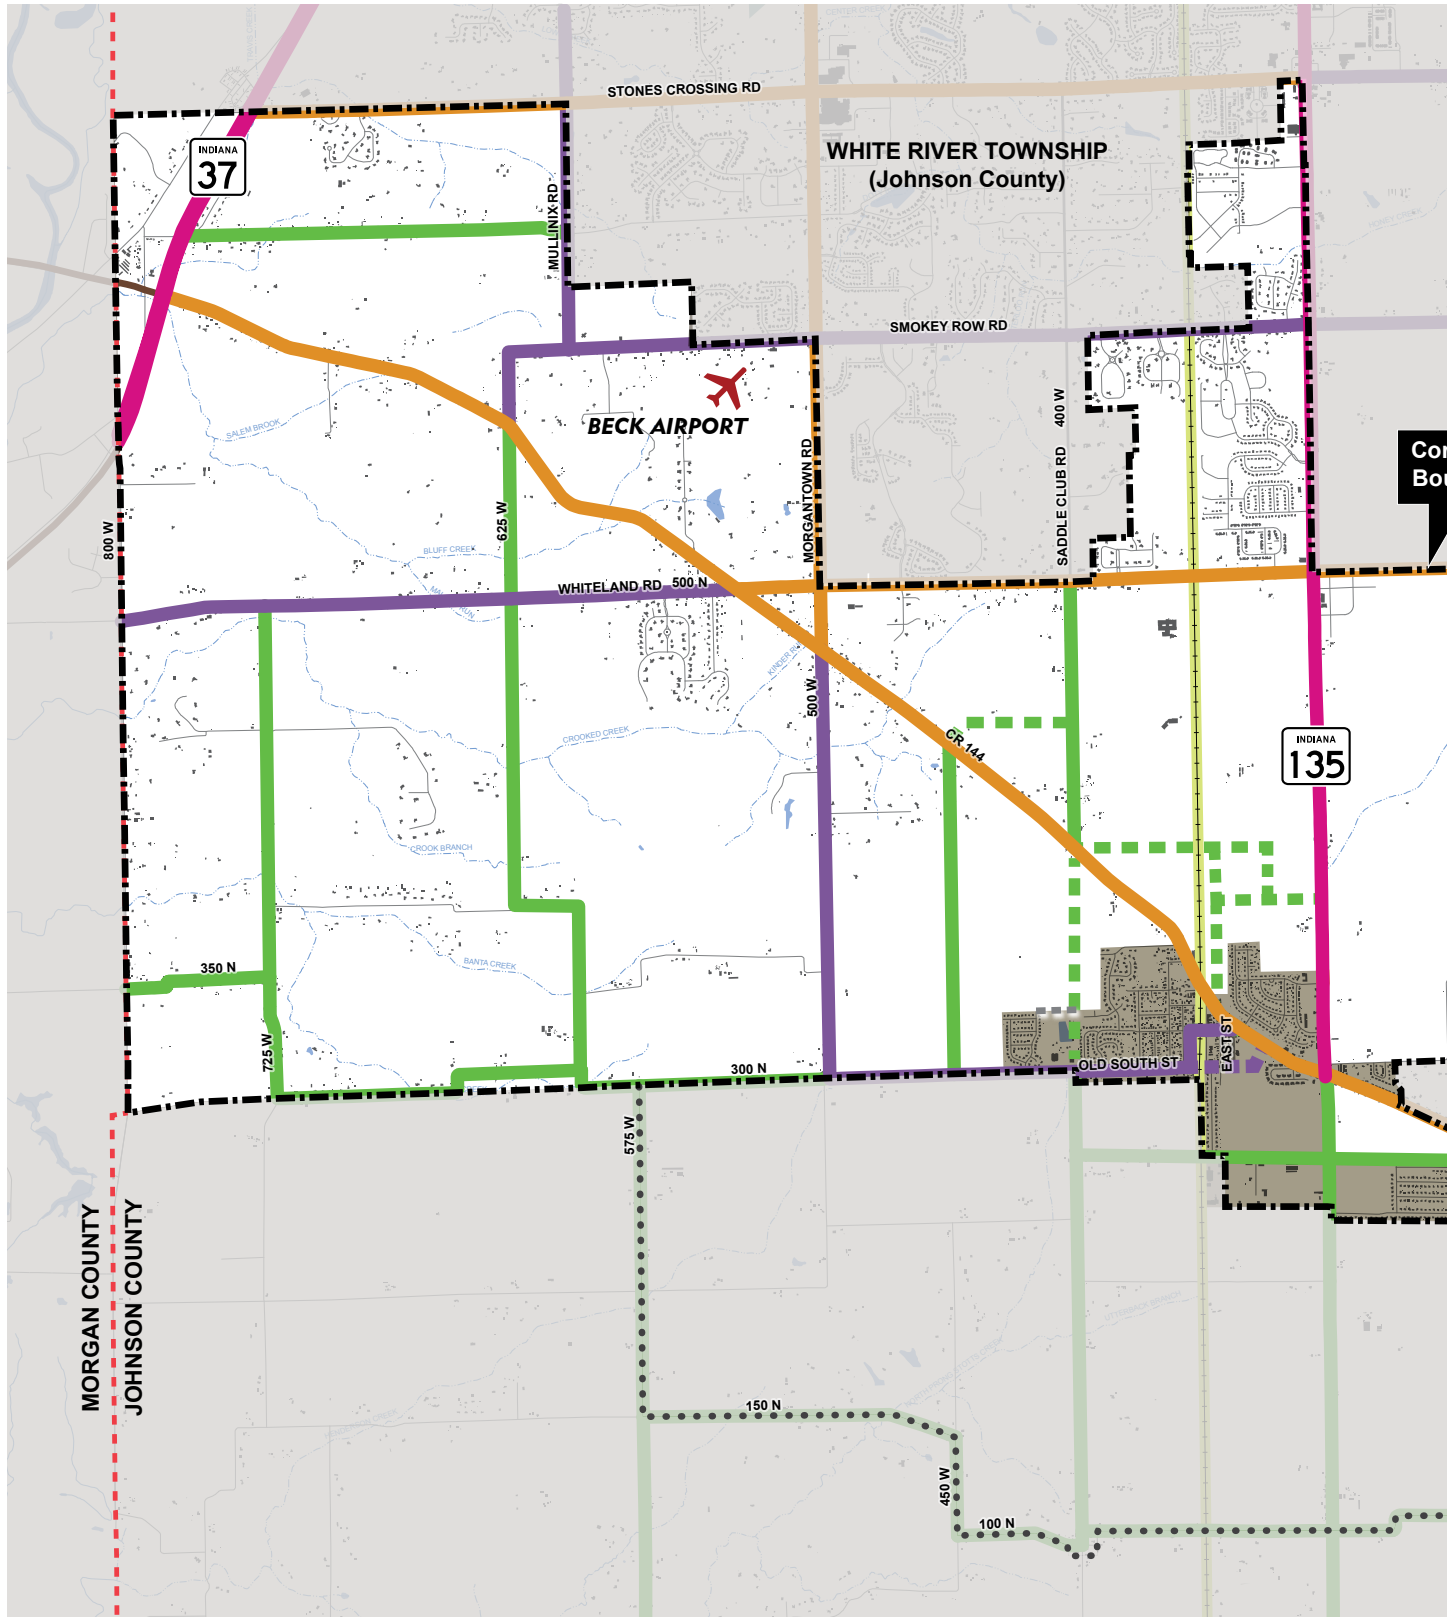 STONES CROSSING RD
WHITE RIVER TOWNSHIP
(Johnson County)
INDIANA
37
MULLINIX RD
SMOKEY ROW RD
BECK AIRPORT
SALEM BROOK
MORGANTOWN RD
SADDLE CLUB RD
400 W
625 W
800 W
BLUFF CREEK
WHITELAND RD
500 N
KINDER
500 W
CROOKED CREEK
CR 144
INDIANA
135
CROOK BRANCH
BANTA CREEK
350 N
725 W
300 N
OLD SOUTH ST
EAST ST
575 W
MORGAN COUNTY
JOHNSON COUNTY
150 N
450 W
100 N